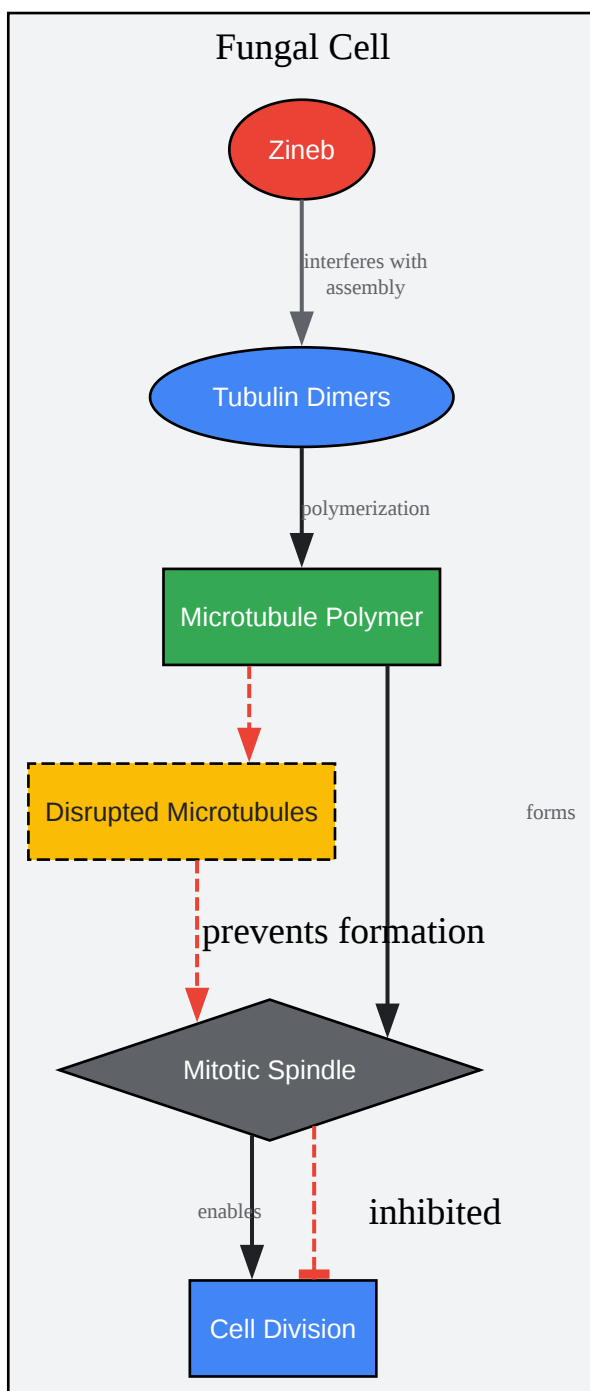 Fungal Cell
Zineb
interferes with
assembly
Tubulin Dimers
polymerization
Microtubule Polymer
Disrupted Microtubules
forms
prevents formation
Mitotic Spindle
enables
inhibited
Cell Division